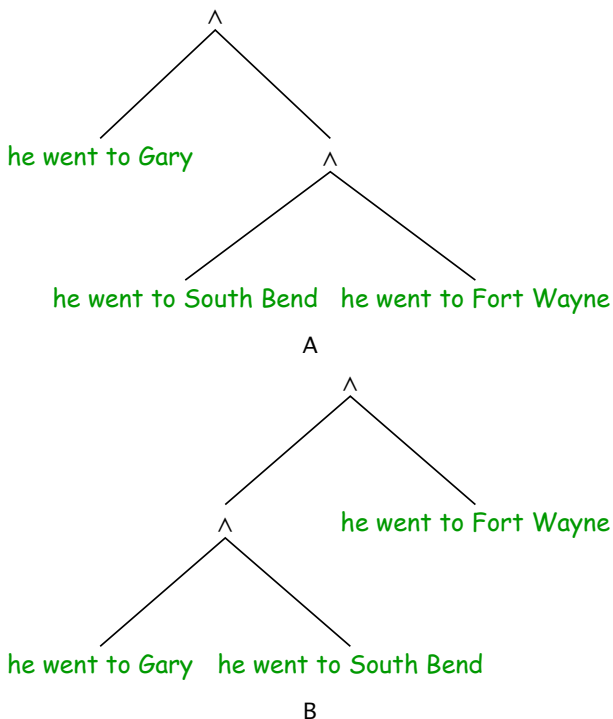 ∧
he went to Gary
∧
he went to South Bend he went to Fort Wayne
A
∧
he went to Fort Wayne
∧
he went to Gary he went to South Bend
B